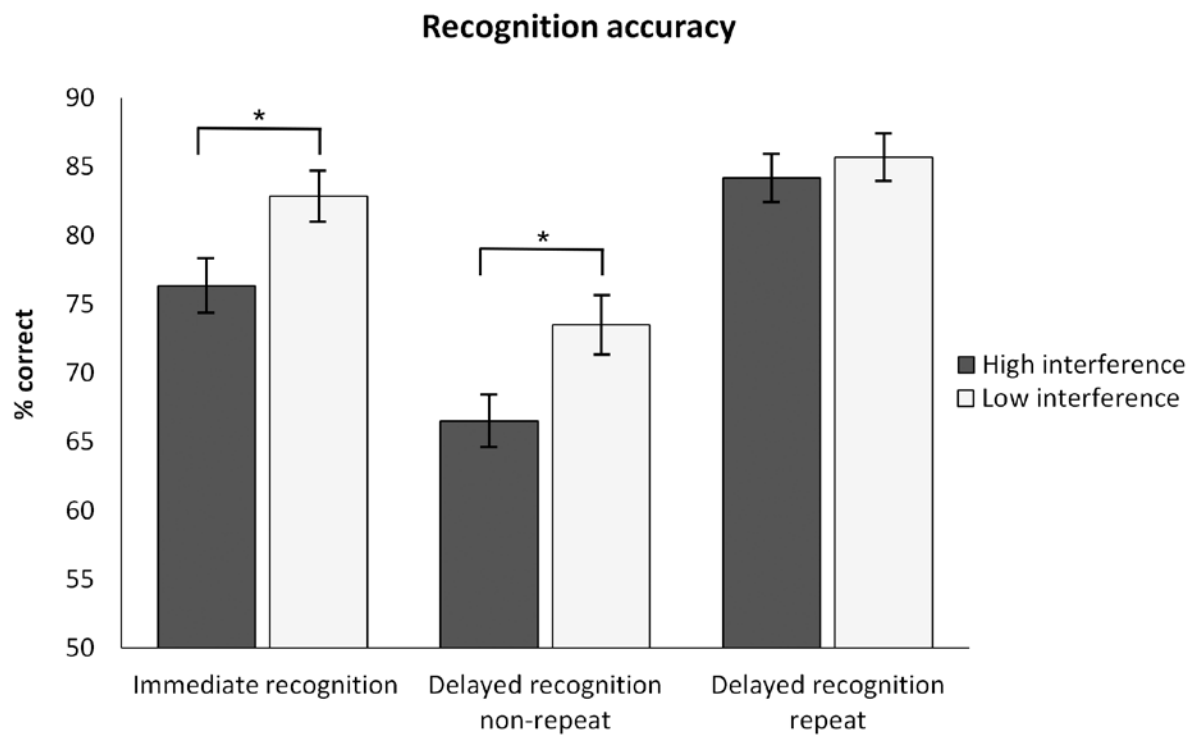 Recognition accuracy
90
85
80
75
70
65
60
55
50
% correct
*
*
Immediate recognition
Delayed recognition
non-repeat
Delayed recognition
repeat
High interference
Low interference